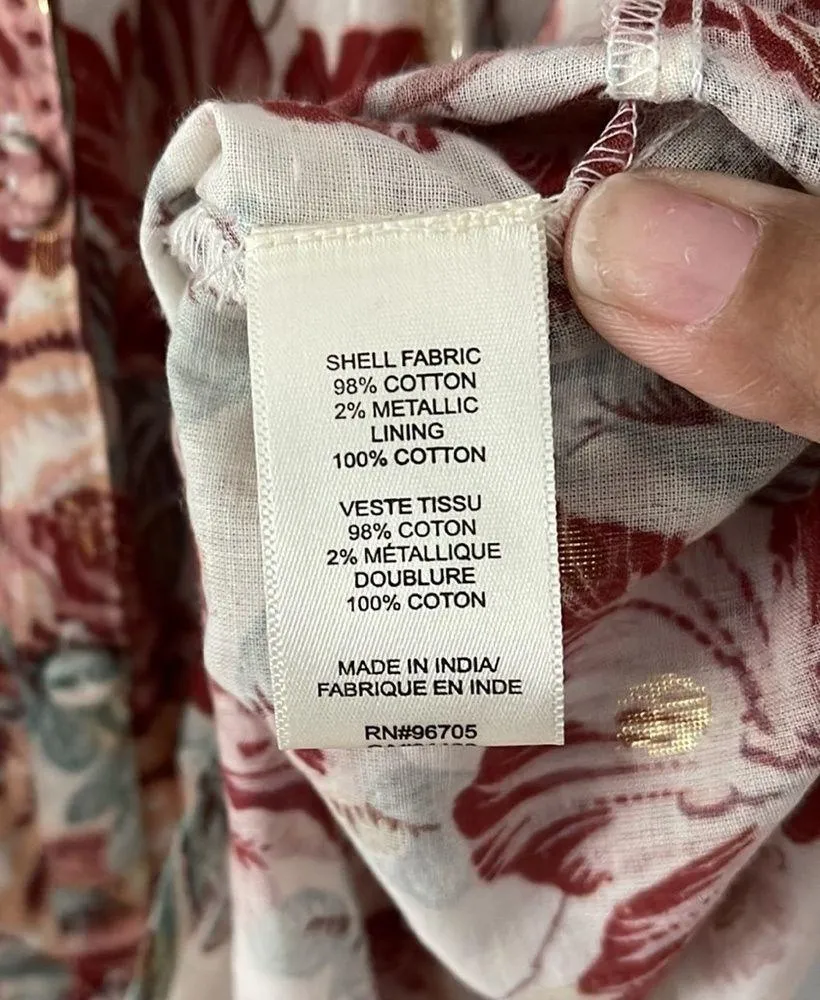 SHELL FABRIC
98% COTTON
2% METALLIC
LINING
100% COTTON
VESTE TISSU
98% COTON
2% MÉTALLIQUE
DOUBLURE
100% COTON
MADE IN INDIA/
FABRIQUE EN INDE
RN#96705